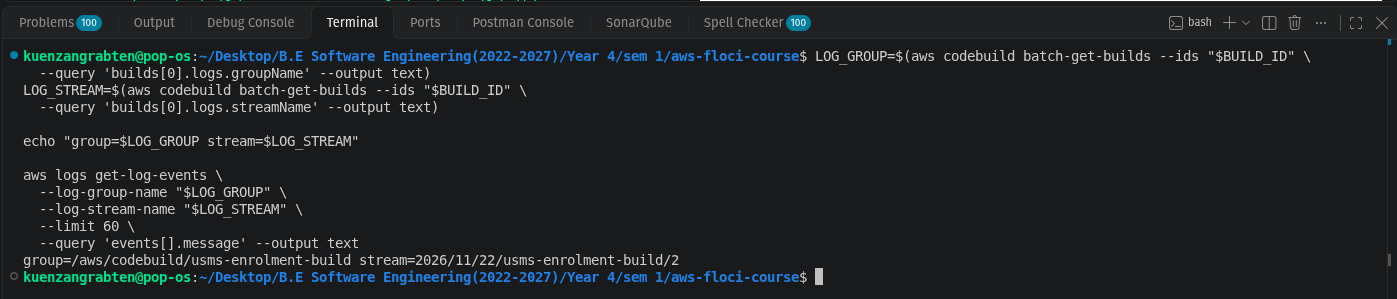 Problems 100 Output Debug Console Terminal Ports Postman Console SonarQube Spell Checker 100 bash
kuenzangrabten@pop-os:~/Desktop/B.E Software Engineering(2022-2027)/Year 4/sem 1/aws-floci-course$ LOG_GROUP=$(aws codebuild batch-get-builds --ids "$BUILD_ID" \
  --query 'builds[0].logs.groupName' --output text)
LOG_STREAM=$(aws codebuild batch-get-builds --ids "$BUILD_ID" \
  --query 'builds[0].logs.streamName' --output text)

echo "group=$LOG_GROUP stream=$LOG_STREAM"

aws logs get-log-events \
  --log-group-name "$LOG_GROUP" \
  --log-stream-name "$LOG_STREAM" \
  --limit 60 \
  --query 'events[].message' --output text
group=/aws/codebuild/usms-enrolment-build stream=2026/11/22/usms-enrolment-build/2
kuenzangrabten@pop-os:~/Desktop/B.E Software Engineering(2022-2027)/Year 4/sem 1/aws-floci-course$